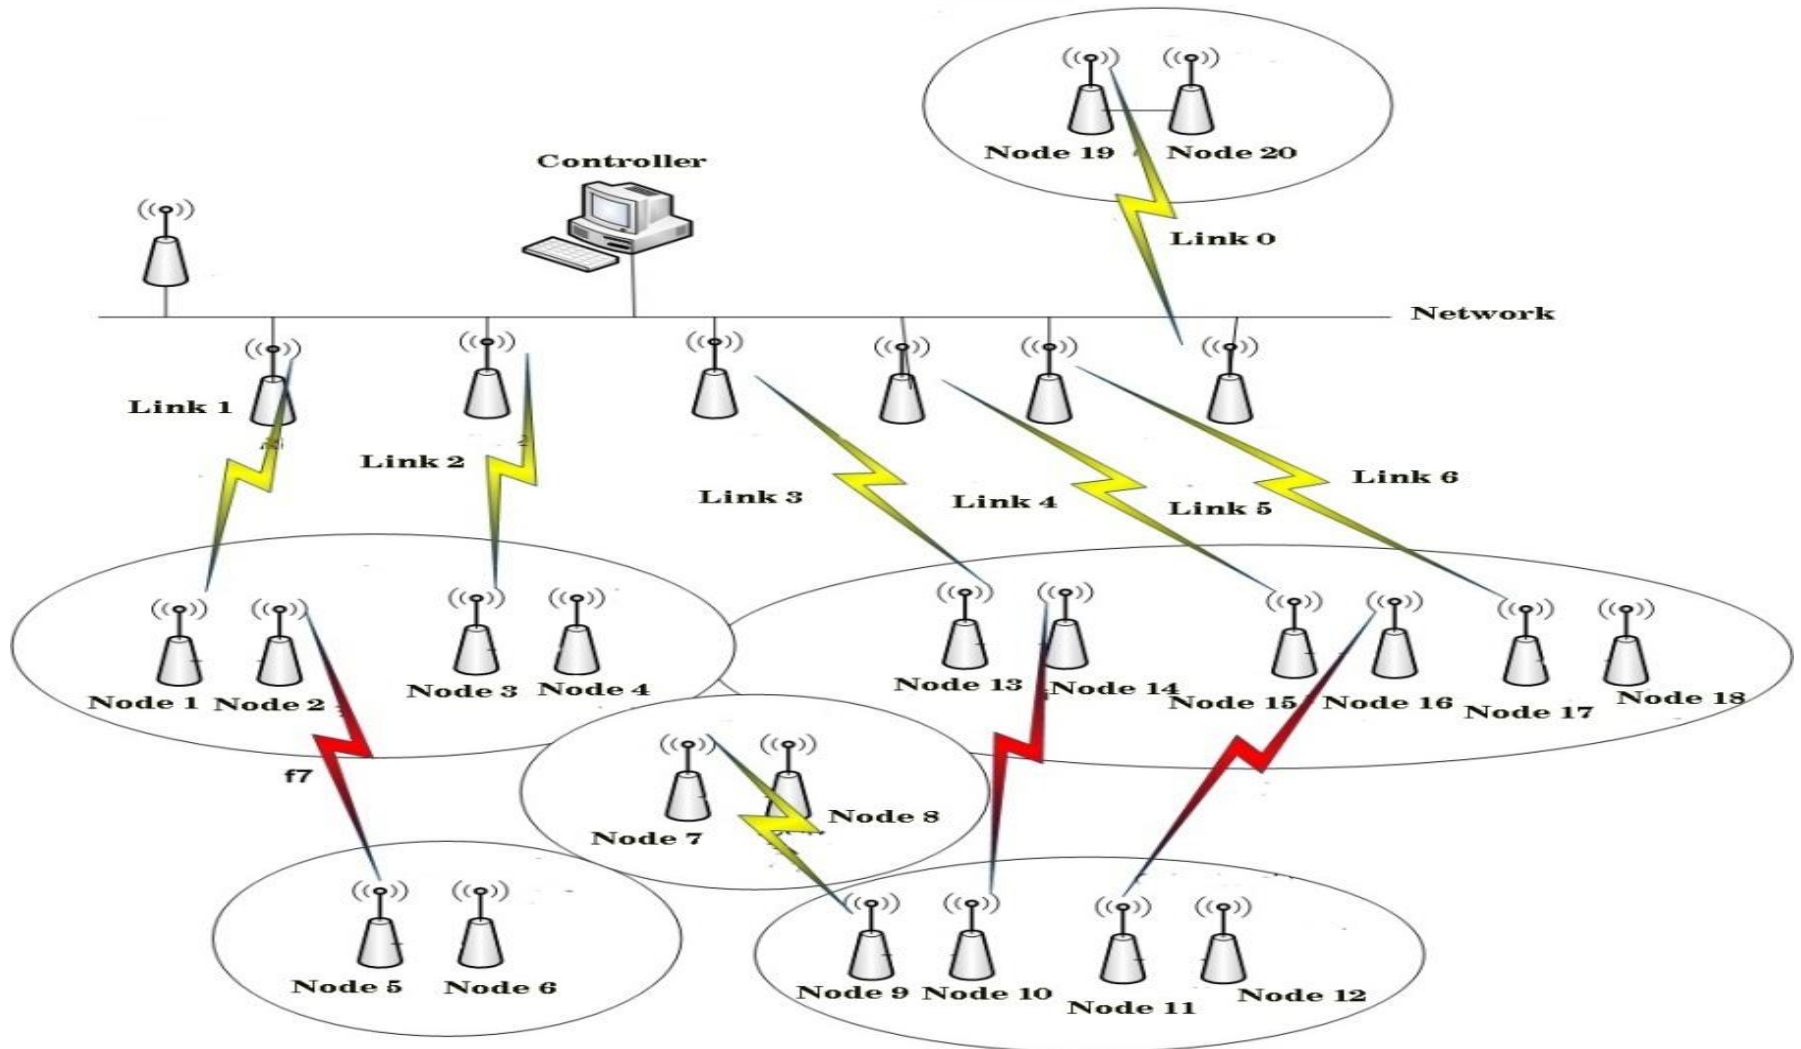 Node 19
Node 20
Controller
Link 0
Network
Link 1
Link 2
Link 3
Link 4
Link 5
Link 6
Node 1
Node 2
Node 3
Node 4
Node 13
Node 14
Node 15
Node 16
Node 17
Node 18
f7
Node 7
Node 8
Node 5
Node 6
Node 9
Node 10
Node 11
Node 12